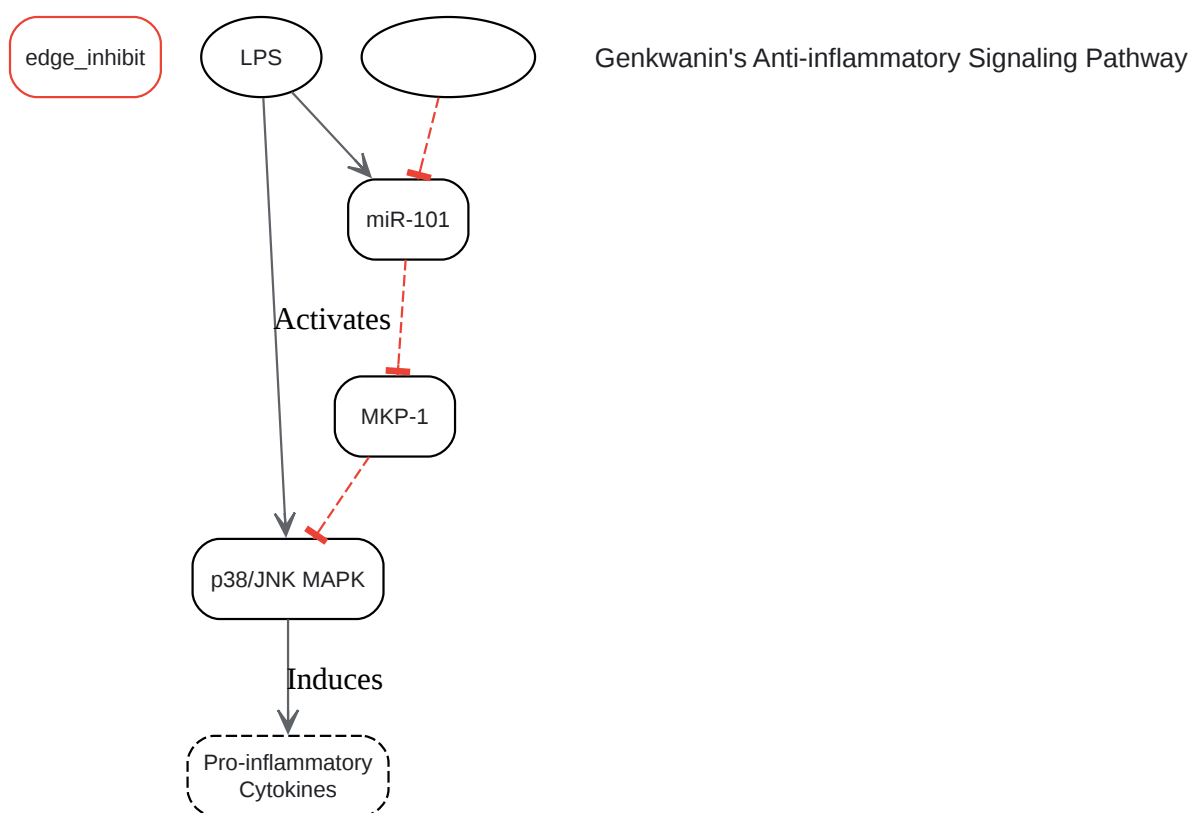 edge_inhibit
LPS
Genkwanin's Anti-inflammatory Signaling Pathway
miR-101
Activates
MKP-1
p38/JNK MAPK
Induces
Pro-inflammatory
Cytokines